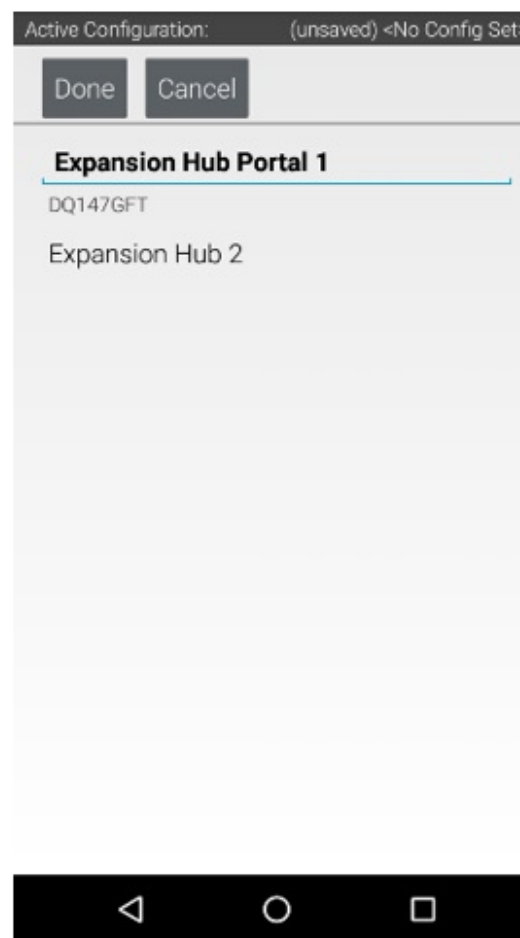 Active Configuration: (unsaved) <No Config Set>
Done Cancel
Expansion Hub Portal 1
DQ147GFT
Expansion Hub 2